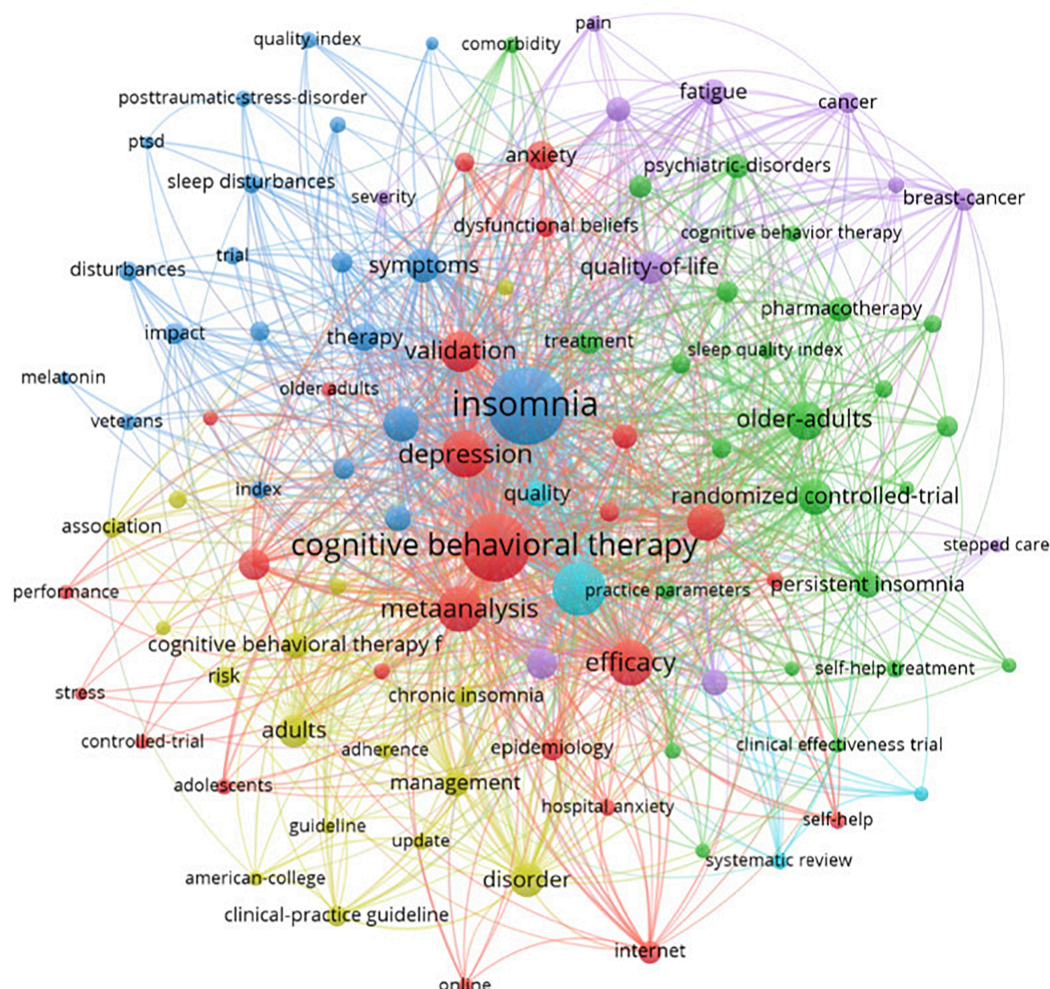 pain
quality index
comorbidity
fatigue
posttraumatic-stress-disorder
cancer
ptsd
anxiety
psychiatric-disorders
sleep disturbances
severity
breast-cancer
dysfunctional beliefs
cognitive behavior therapy
trial
disturbances
symptoms
quality-of-life
pharmacotherapy
impact
therapy
validation
treatment
sleep quality index
melatonin
older adults
insomnia
veterans
older-adults
depression
index
quality
randomized controlled-trial
association
cognitive behavioral therapy
stepped care
performance
practice parameters
persistent insomnia
metaanalysis
cognitive behavioral therapy f
efficacy
risk
self-help treatment
stress
chronic insomnia
adults
controlled-trial
adherence
epidemiology
clinical effectiveness trial
adolescents
management
hospital anxiety
self-help
guideline
update
systematic review
american-college
disorder
clinical-practice guideline
internet
online